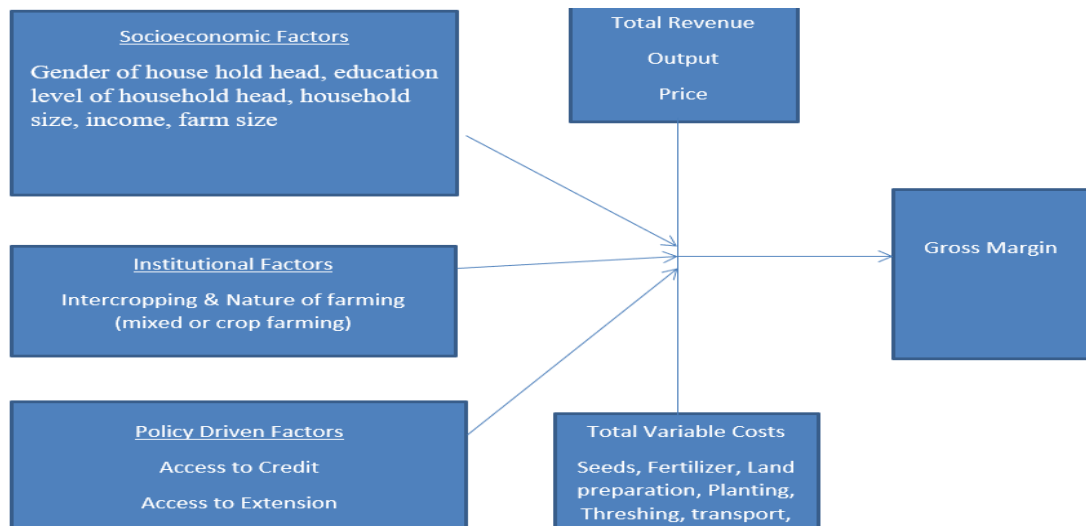 Socioeconomic Factors
Gender of house hold head, education
level of household head, household
size, income, farm size
Total Revenue
Output
Price
Institutional Factors
Intercropping & Nature of farming
(mixed or crop farming)
Gross Margin
Policy Driven Factors
Access to Credit
Access to Extension
Total Variable Costs
Seeds, Fertilizer, Land
preparation, Planting,
Threshing, transport,